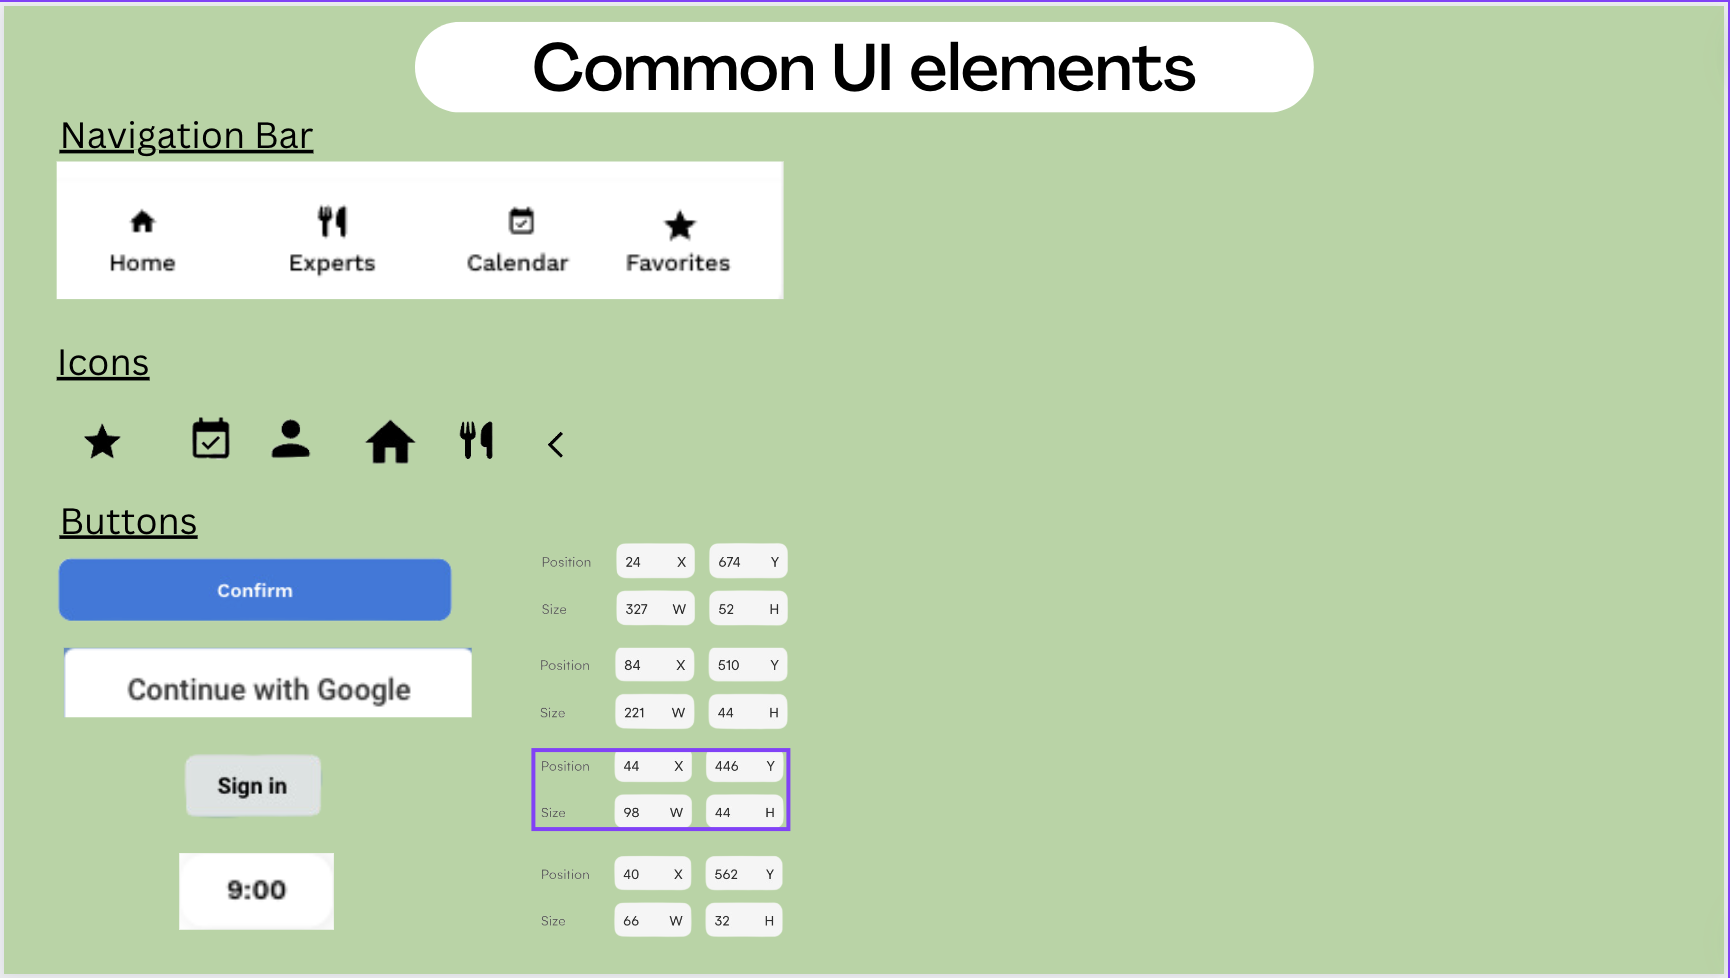 Common UI elements
Navigation Bar
Home Experts Calendar Favorites
Icons
Buttons
Confirm
Position 24 X 674 Y
Size 327 W 52 H
Continue with Google
Position 84 X 510 Y
Size 221 W 44 H
Sign in
Position 44 X 446 Y
Size 98 W 44 H
9:00
Position 40 X 562 Y
Size 66 W 32 H